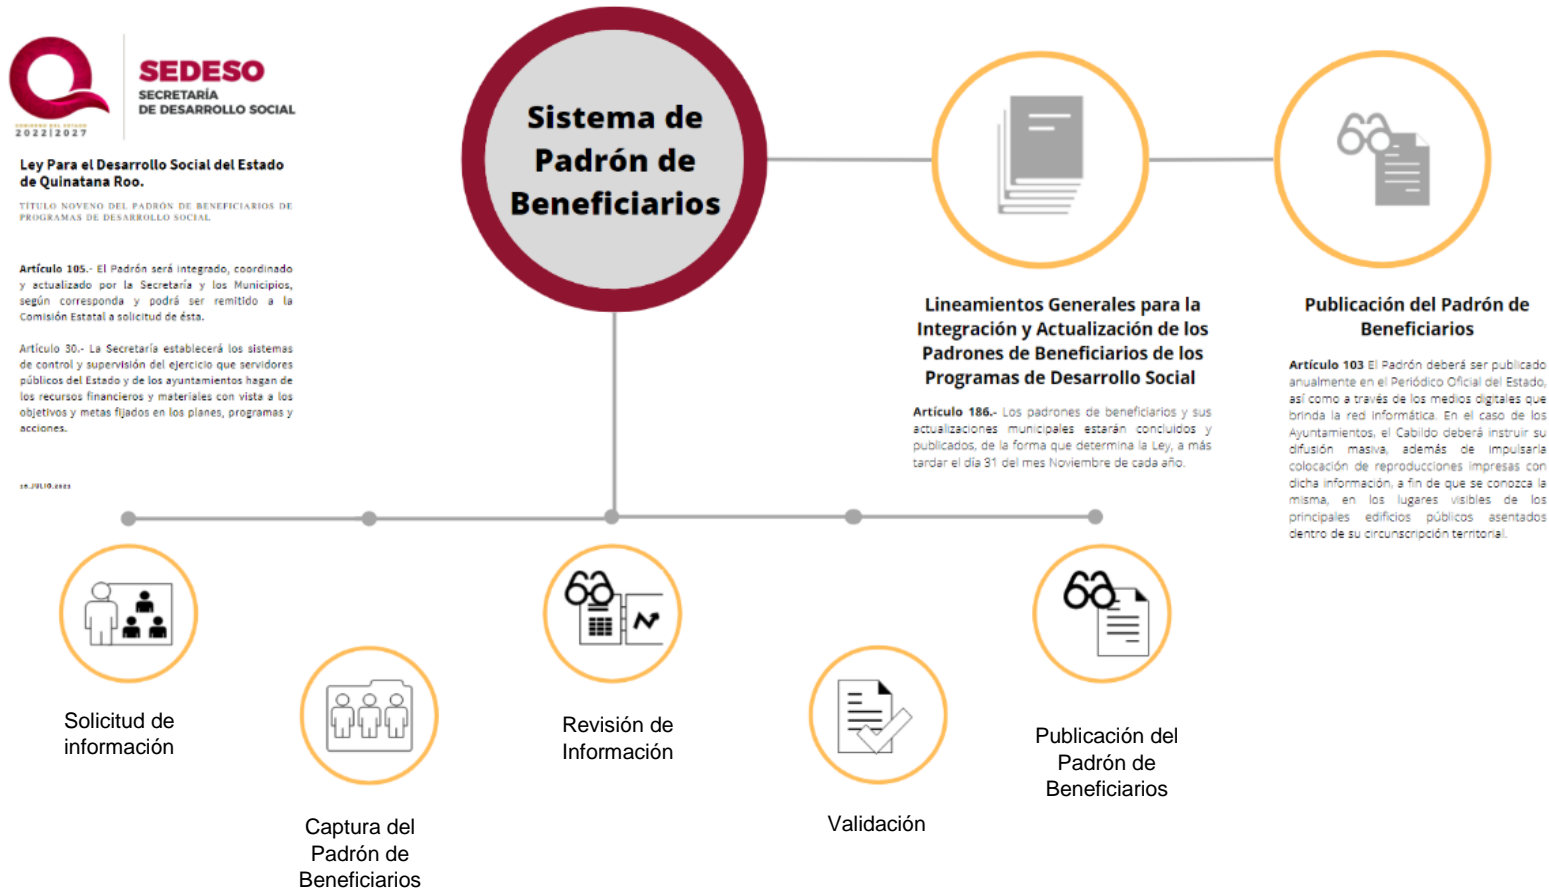 GOBIERNO DEL ESTADO
2022|2027
SEDESO
SECRETARÍA
DE DESARROLLO SOCIAL
Ley Para el Desarrollo Social del Estado
de Quinatana Roo.
TÍTULO NOVENO DEL PADRÓN DE BENEFICIARIOS DE
PROGRAMAS DE DESARROLLO SOCIAL
Artículo 105.- El Padrón será integrado, coordinado
y actualizado por la Secretaría y los Municipios,
según corresponda y podrá ser remitido a la
Comisión Estatal a solicitud de ésta.
Artículo 30.- La Secretaría establecerá los sistemas
de control y supervisión del ejercicio que servidores
públicos del Estado y de los ayuntamientos hagan de
los recursos financieros y materiales con vista a los
objetivos y metas fijados en los planes, programas y
acciones.
JULIO
Sistema de
Padrón de
Beneficiarios
Lineamientos Generales para la
Integración y Actualización de los
Padrones de Beneficiarios de los
Programas de Desarrollo Social
Artículo 186.- Los padrones de beneficiarios y sus
actualizaciones municipales estarán concluidos y
publicados, de la forma que determina la Ley, a más
tardar el día 31 del mes Noviembre de cada año.
Publicación del Padrón de
Beneficiarios
Artículo 103 El Padrón deberá ser publicado
anualmente en el Periódico Oficial del Estado,
así como a través de los medios digitales que
brinda la red Informática. En el caso de los
Ayuntamientos, el Cabildo deberá instruir su
difusión masiva, además de impulsarla
colocación de reproducciones impresas con
dicha información, a fin de que se conozca la
misma, en los lugares visibles de los
principales edificios públicos asentados
dentro de su circunscripción territorial.
Solicitud de
información
Captura del
Padrón de
Beneficiarios
Revisión de
Información
Validación
Publicación del
Padrón de
Beneficiarios